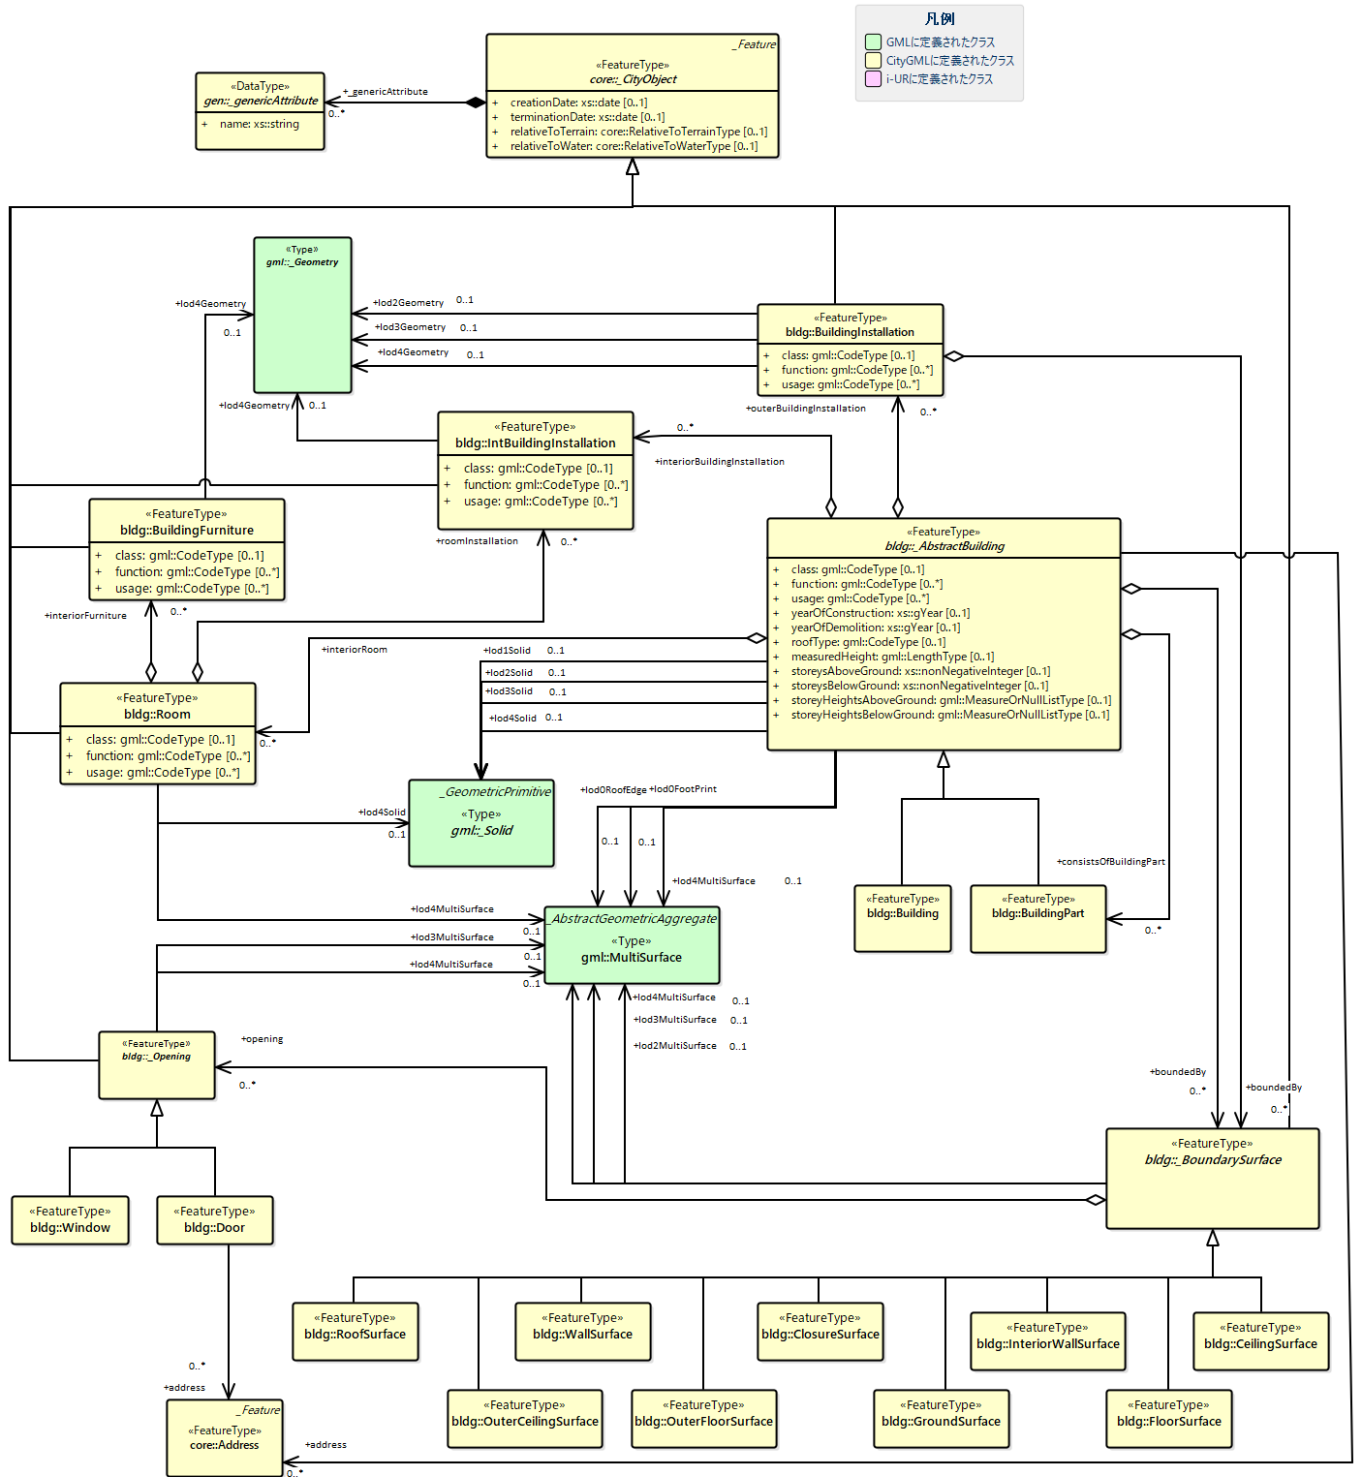 凡例
GMLに定義されたクラス
CityGMLに定義されたクラス
i-URに定義されたクラス
_Feature
«FeatureType»
core::_CityObject
+ creationDate: xs::date [0..1]
+ terminationDate: xs::date [0..1]
+ relativeToTerrain: core::RelativeToTerrainType [0..1]
+ relativeToWater: core::RelativeToWaterType [0..1]
«DataType»
gen::_genericAttribute
+ name: xs::string
+_genericAttribute
0..*
«Type»
gml::_Geometry
+lod4Geometry
0..1
+lod2Geometry 0..1
+lod3Geometry 0..1
+lod4Geometry 0..1
+lod4Geometry 0..1
«FeatureType»
bldg::BuildingInstallation
+ class: gml::CodeType [0..1]
+ function: gml::CodeType [0..*]
+ usage: gml::CodeType [0..*]
+outerBuildingInstallation 0..*
«FeatureType»
bldg::IntBuildingInstallation
+ class: gml::CodeType [0..1]
+ function: gml::CodeType [0..*]
+ usage: gml::CodeType [0..*]
0..*
+interiorBuildingInstallation
+roomInstallation 0..*
«FeatureType»
bldg::BuildingFurniture
+ class: gml::CodeType [0..1]
+ function: gml::CodeType [0..*]
+ usage: gml::CodeType [0..*]
+interiorFurniture 0..*
«FeatureType»
bldg::_AbstractBuilding
+ class: gml::CodeType [0..1]
+ function: gml::CodeType [0..*]
+ usage: gml::CodeType [0..*]
+ yearOfConstruction: xs::gYear [0..1]
+ yearOfDemolition: xs::gYear [0..1]
+ roofType: gml::CodeType [0..1]
+ measuredHeight: gml::LengthType [0..1]
+ storeysAboveGround: xs::nonNegativeInteger [0..1]
+ storeysBelowGround: xs::nonNegativeInteger [0..1]
+ storeyHeightsAboveGround: gml::MeasureOrNullListType [0..1]
+ storeyHeightsBelowGround: gml::MeasureOrNullListType [0..1]
+interiorRoom
0..*
+lod1Solid 0..1
+lod2Solid 0..1
+lod3Solid 0..1
+lod4Solid 0..1
«FeatureType»
bldg::Room
+ class: gml::CodeType [0..1]
+ function: gml::CodeType [0..*]
+ usage: gml::CodeType [0..*]
+lod4Solid
0..1
_GeometricPrimitive
«Type»
gml::_Solid
+lod0RoofEdge +lod0FootPrint
0..1 0..1
+lod4MultiSurface 0..1
+consistsOfBuildingPart
0..*
«FeatureType»
bldg::Building
«FeatureType»
bldg::BuildingPart
+lod4MultiSurface
0..1
+lod3MultiSurface
0..1
+lod4MultiSurface
0..1
_AbstractGeometricAggregate
«Type»
gml::MultiSurface
+lod4MultiSurface 0..1
+lod3MultiSurface 0..1
+lod2MultiSurface 0..1
«FeatureType»
bldg::_Opening
+opening
0..*
+boundedBy
0..*
+boundedBy
0..*
«FeatureType»
bldg::_BoundarySurface
«FeatureType»
bldg::Window
«FeatureType»
bldg::Door
«FeatureType»
bldg::RoofSurface
«FeatureType»
bldg::WallSurface
«FeatureType»
bldg::ClosureSurface
«FeatureType»
bldg::InteriorWallSurface
«FeatureType»
bldg::CeilingSurface
«FeatureType»
bldg::OuterCeilingSurface
«FeatureType»
bldg::OuterFloorSurface
«FeatureType»
bldg::GroundSurface
«FeatureType»
bldg::FloorSurface
0..*
+address
_Feature
«FeatureType»
core::Address
+address
0..*